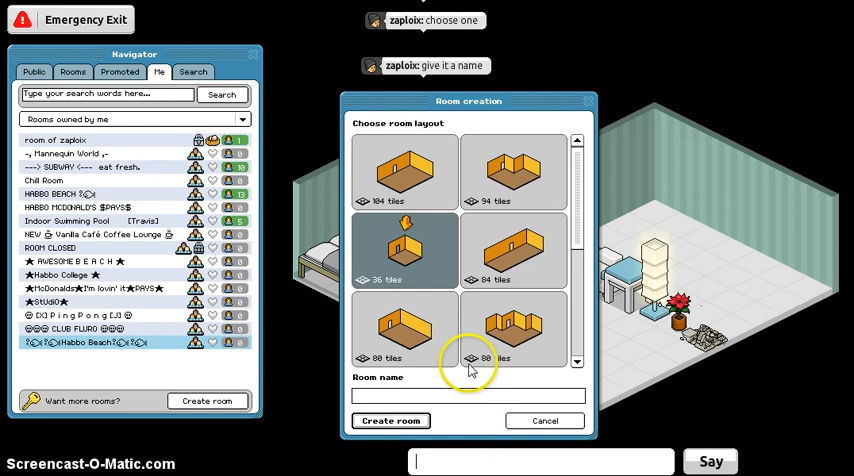 Emergency Exit
zaploix: choose one
zaploix: give it a name
Navigator
Public
Rooms
Promoted
Me
Search
Type your search words here...
Search
Rooms owned by me
room of zaploix 1
-, Mannequin World ,- 0
---> SUBWAY <--- eat fresh. 10
Chill Room 0
HABBO BEACH 13
HABBO MCDONALD'S $PAYS$ 0
Indoor Swimming Pool [Travis] 5
NEW Vanilla Café Coffee Lounge 0
ROOM CLOSED 0
★ AWESOME B E A C H ★ 0
★Habbo College ★ 0
★McDonalds★I'm lovin' it★PAYS★ 0
★StUdiO★ 0
[X] P i n g P o n g [J] 0
CLUB FLURO 0
Habbo Beach 0
Want more rooms?
Create room
Room creation
Choose room layout
104 tiles
94 tiles
36 tiles
84 tiles
80 tiles
80 tiles
Room name
Create room
Cancel
Say
Screencast-O-Matic.com